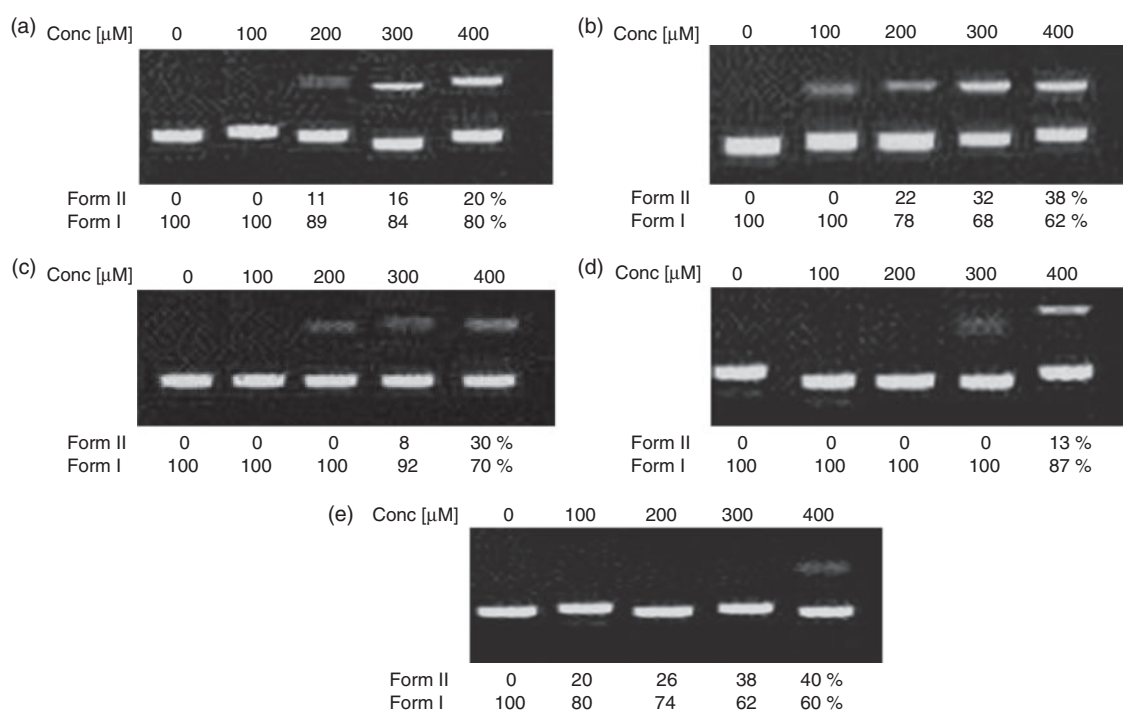 (a) Conc [μM] 0 100 200 300 400
Form II 0 0 11 16 20 %
Form I 100 100 89 84 80 %
(b) Conc [μM] 0 100 200 300 400
Form II 0 0 22 32 38 %
Form I 100 100 78 68 62 %
(c) Conc [μM] 0 100 200 300 400
Form II 0 0 0 8 30 %
Form I 100 100 100 92 70 %
(d) Conc [μM] 0 100 200 300 400
Form II 0 0 0 0 13 %
Form I 100 100 100 100 87 %
(e) Conc [μM] 0 100 200 300 400
Form II 0 20 26 38 40 %
Form I 100 80 74 62 60 %